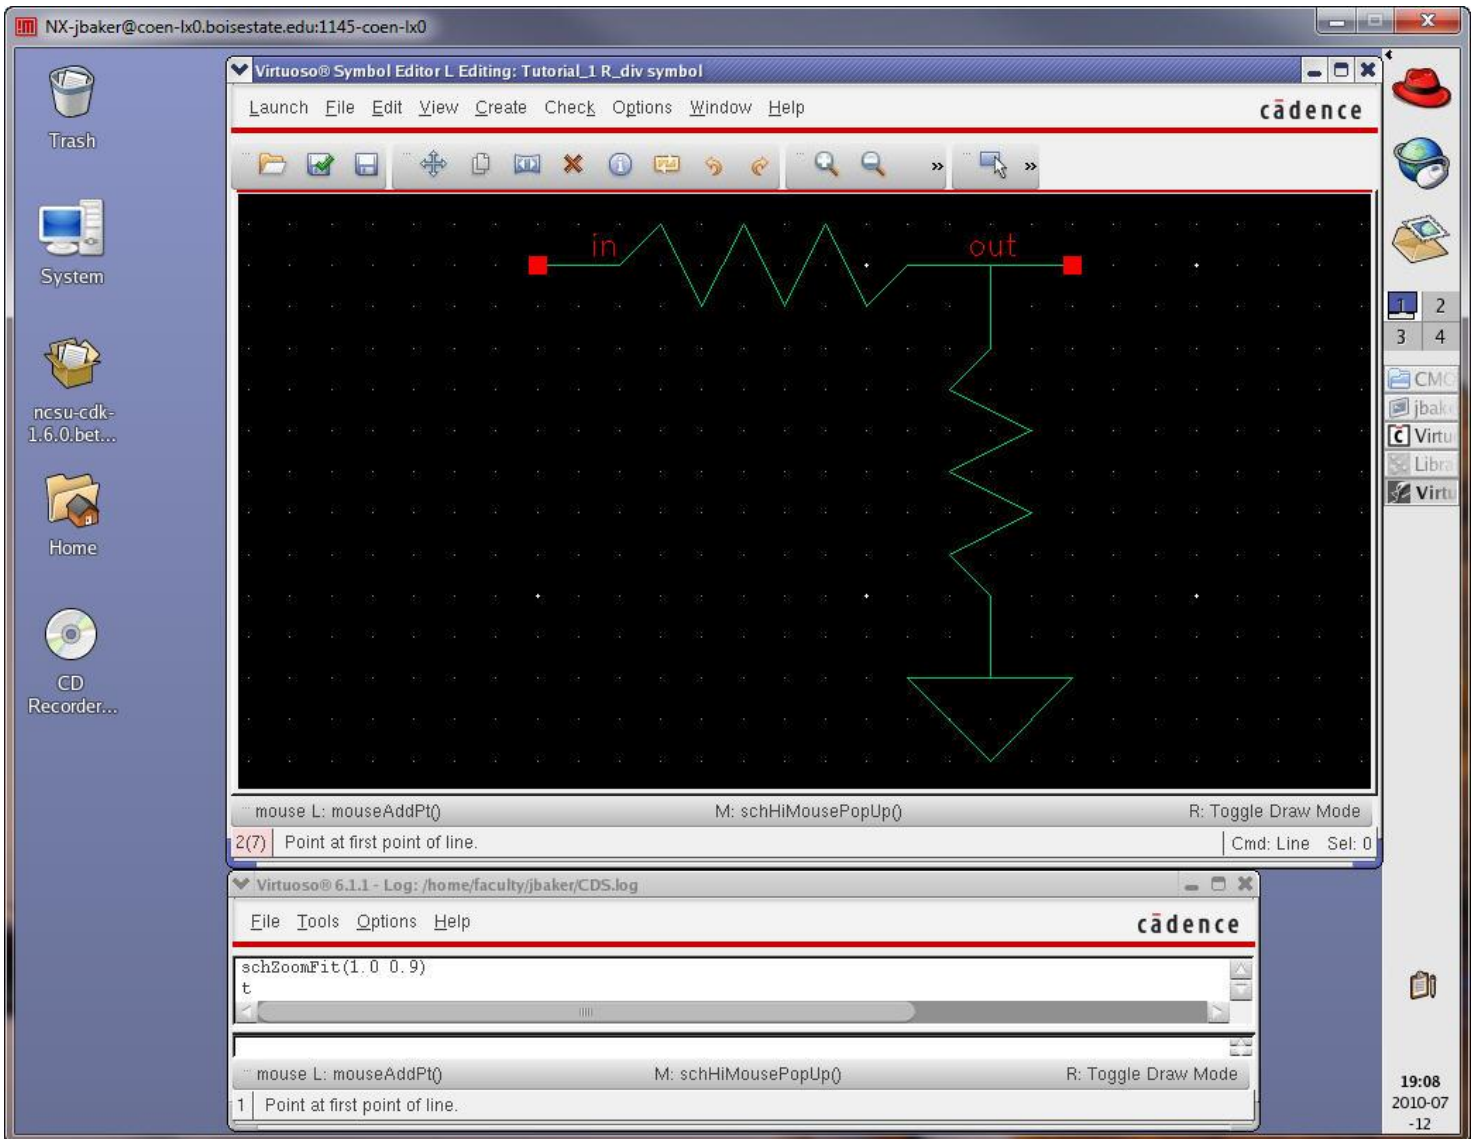 NX-jbaker@coen-lx0.boisestate.edu:1145-coen-lx0
Trash
System
ncsu-cdk-
1.6.0.bet...
Home
CD
Recorder...
Virtuoso® Symbol Editor L Editing: Tutorial_1 R_div symbol
Launch File Edit View Create Check Options Window Help
cādence
in
out
mouse L: mouseAddPt() M: schHiMousePopUp() R: Toggle Draw Mode
2(7) Point at first point of line. Cmd: Line Sel: 0
Virtuoso® 6.1.1 - Log: /home/faculty/jbaker/CDS.log
File Tools Options Help
cādence
schZoomFit(1.0 0.9)
t
mouse L: mouseAddPt() M: schHiMousePopUp() R: Toggle Draw Mode
1 Point at first point of line.
1 2
3 4
CMO
jbake
Virtu
Libra
Virtu
19:08
2010-07
-12